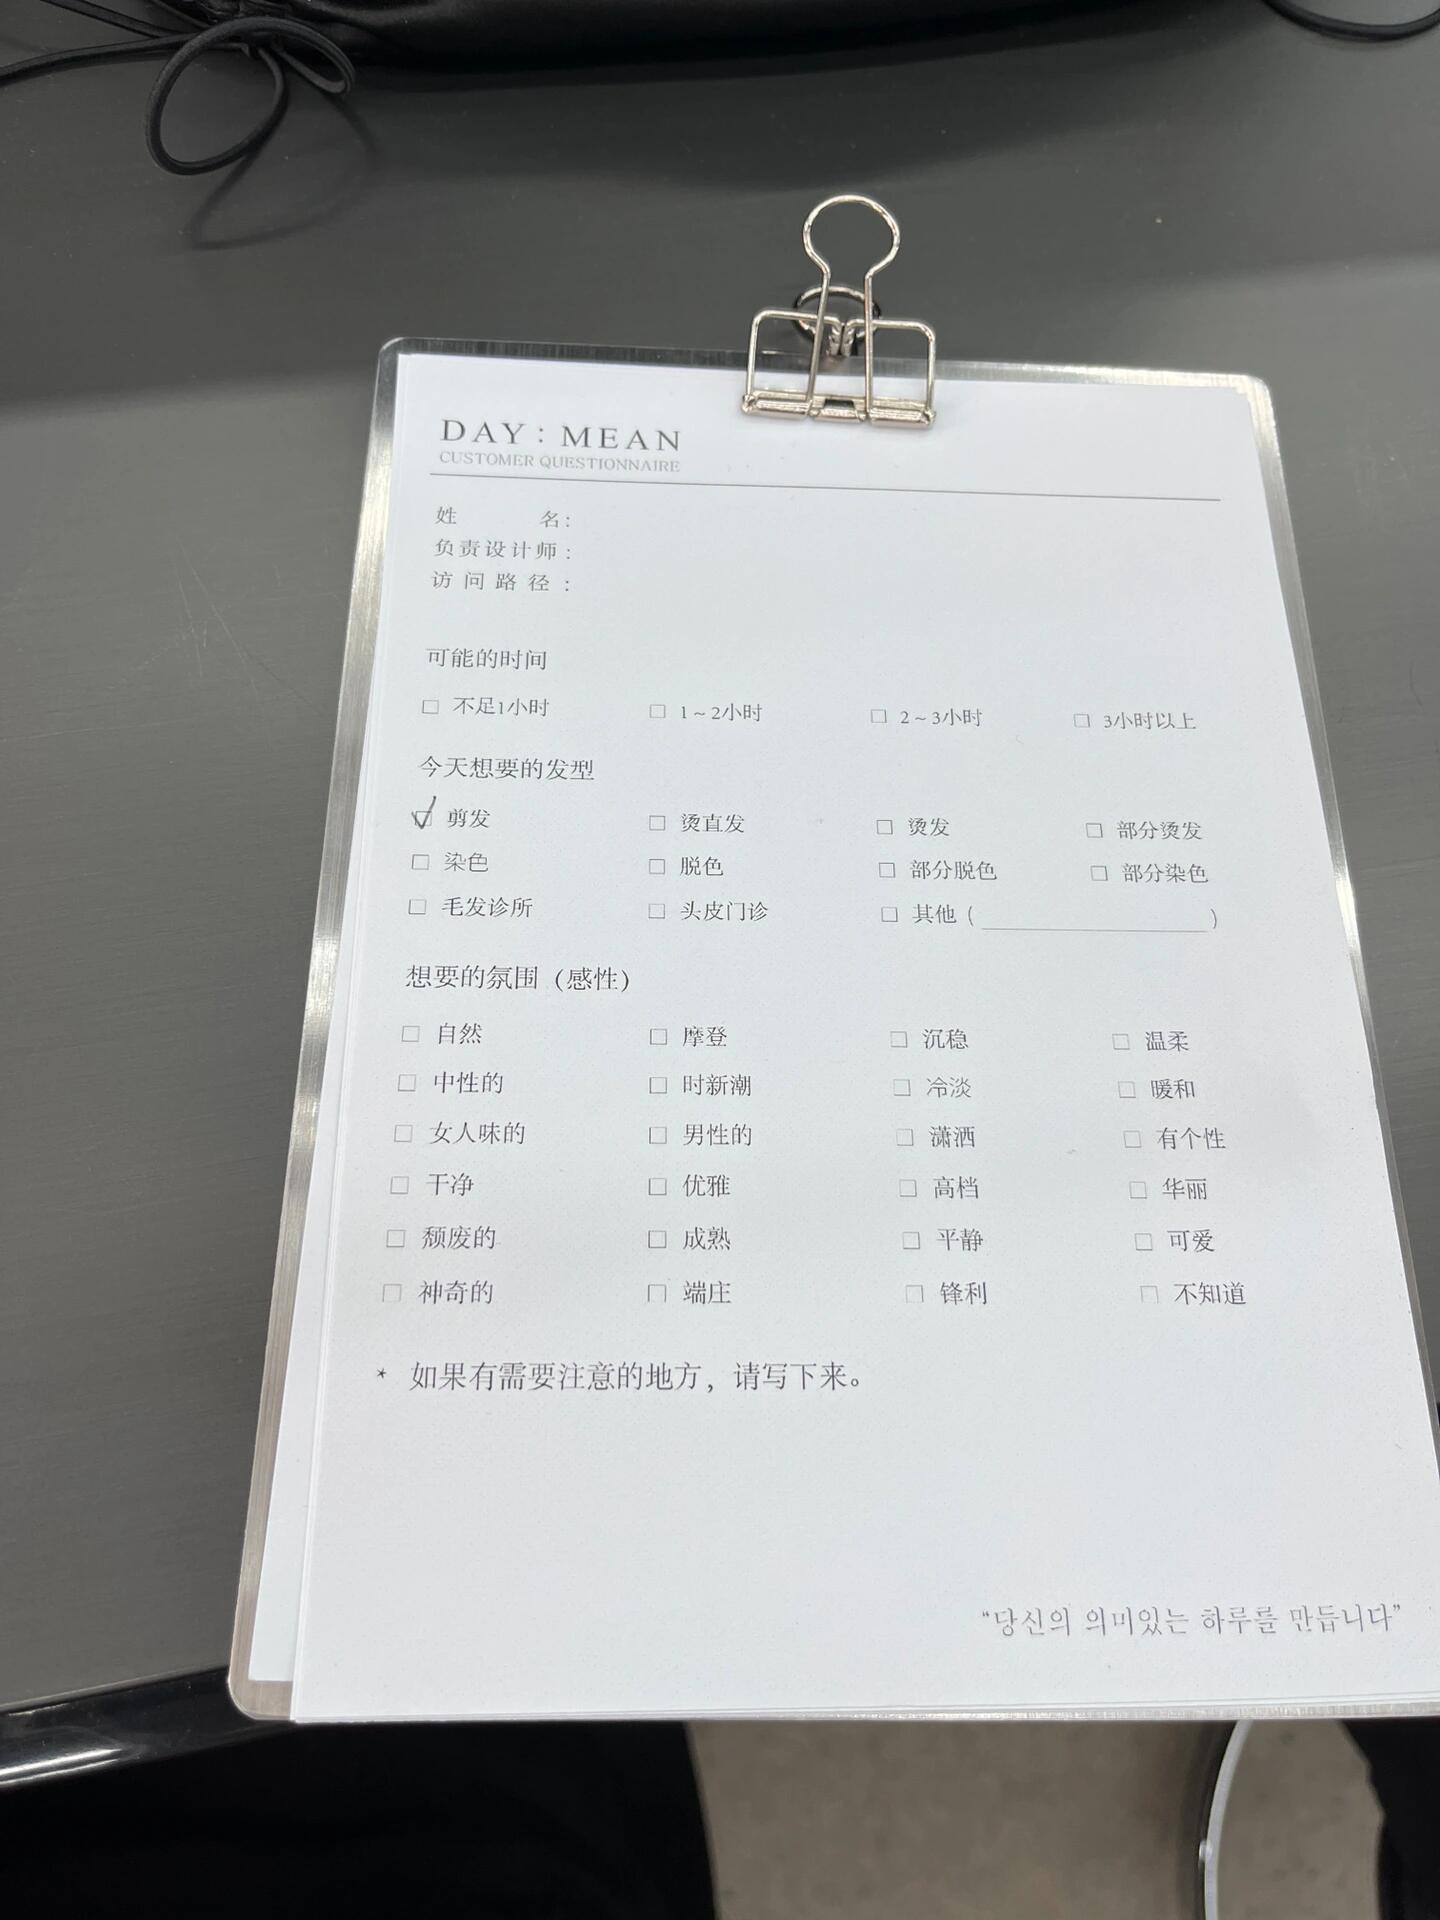 DAY : MEAN
CUSTOMER QUESTIONNAIRE
姓 名：
负责设计师：
访问路径：
可能的时间
□ 不足1小时 □ 1～2小时 □ 2～3小时 □ 3小时以上
今天想要的发型
☑ 剪发 □ 烫直发 □ 烫发 □ 部分烫发
□ 染色 □ 脱色 □ 部分脱色 □ 部分染色
□ 毛发诊所 □ 头皮门诊 □ 其他（ ）
想要的氛围（感性）
□ 自然 □ 摩登 □ 沉稳 □ 温柔
□ 中性的 □ 时新潮 □ 冷淡 □ 暖和
□ 女人味的 □ 男性的 □ 潇洒 □ 有个性
□ 干净 □ 优雅 □ 高档 □ 华丽
□ 颓废的 □ 成熟 □ 平静 □ 可爱
□ 神奇的 □ 端庄 □ 锋利 □ 不知道
* 如果有需要注意的地方，请写下来。
“당신의 의미있는 하루를 만듭니다”